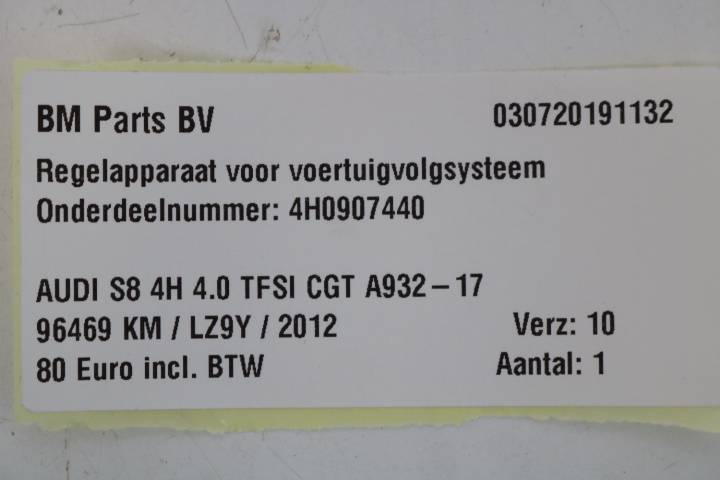 BM Parts BV 030720191132
Regelapparaat voor voertuigvolgsysteem
Onderdeelnummer: 4H0907440
AUDI S8 4H 4.0 TFSI CGT A932-17
96469 KM / LZ9Y / 2012 Verz: 10
80 Euro incl. BTW Aantal: 1